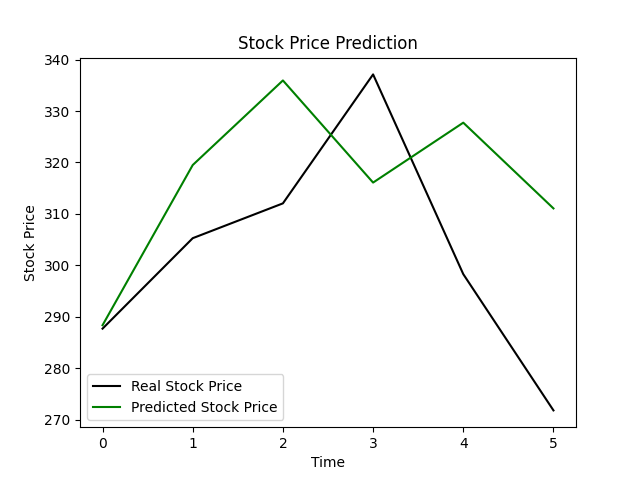 Stock Price Prediction
340
330
320
310
300
290
280
270
Stock Price
Real Stock Price
Predicted Stock Price
0 1 2 3 4 5
Time